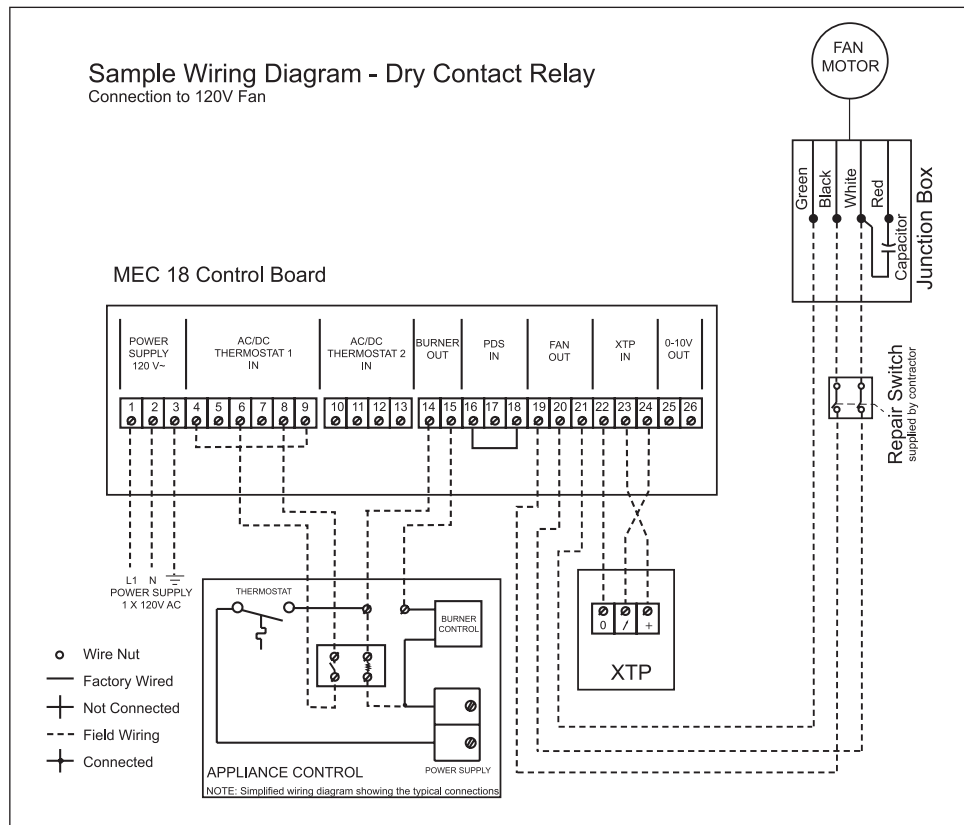 Sample Wiring Diagram - Dry Contact Relay
Connection to 120V Fan
FAN
MOTOR
Green
Black
White
Red
Capacitor
Junction Box
MEC 18 Control Board
POWER
SUPPLY
120 V~
AC/DC
THERMOSTAT 1
IN
AC/DC
THERMOSTAT 2
IN
BURNER
OUT
PDS
IN
FAN
OUT
XTP
IN
0-10V
OUT
1 2 3 4 5 6 7 8 9 10 11 12 13 14 15 16 17 18 19 20 21 22 23 24 25 26
Repair Switch
supplied by contractor
L1 N
POWER SUPPLY
1 X 120V AC
THERMOSTAT
BURNER
CONTROL
POWER SUPPLY
APPLIANCE CONTROL
NOTE: Simplified wiring diagram showing the typical connections
0 / +
XTP
Wire Nut
Factory Wired
Not Connected
Field Wiring
Connected